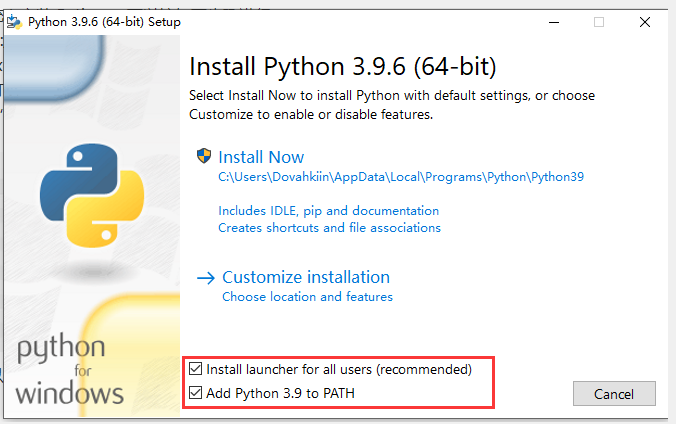 Python 3.9.6 (64-bit) Setup
Install Python 3.9.6 (64-bit)
Select Install Now to install Python with default settings, or choose
Customize to enable or disable features.
Install Now
C:\Users\Dovahkiin\AppData\Local\Programs\Python\Python39
Includes IDLE, pip and documentation
Creates shortcuts and file associations
Customize installation
Choose location and features
Install launcher for all users (recommended)
Add Python 3.9 to PATH
python
for
windows
Cancel